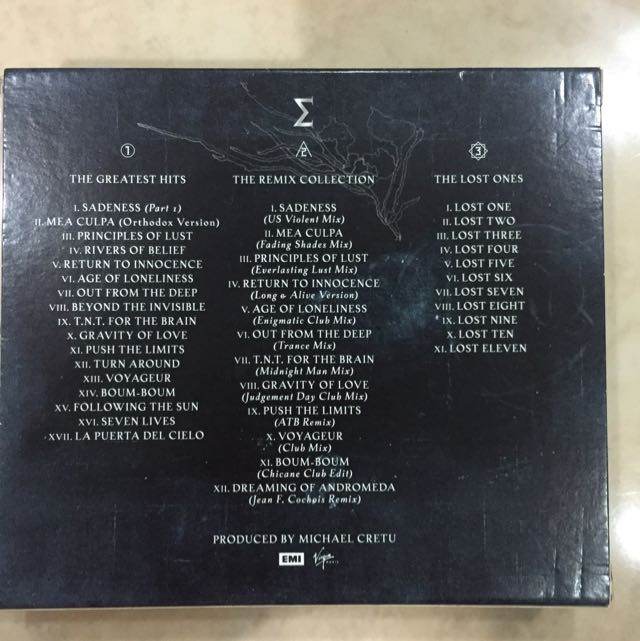 Σ
1
THE GREATEST HITS
I. SADENESS (Part 1)
II. MEA CULPA (Orthodox Version)
III. PRINCIPLES OF LUST
IV. RIVERS OF BELIEF
V. RETURN TO INNOCENCE
VI. AGE OF LONELINESS
VII. OUT FROM THE DEEP
VIII. BEYOND THE INVISIBLE
IX. T.N.T. FOR THE BRAIN
X. GRAVITY OF LOVE
XI. PUSH THE LIMITS
XII. TURN AROUND
XIII. VOYAGEUR
XIV. BOUM-BOUM
XV. FOLLOWING THE SUN
XVI. SEVEN LIVES
XVII. LA PUERTA DEL CIELO
2
THE REMIX COLLECTION
I. SADENESS
(US Violent Mix)
II. MEA CULPA
(Fading Shades Mix)
III. PRINCIPLES OF LUST
(Everlasting Lust Mix)
IV. RETURN TO INNOCENCE
(Long & Alive Version)
V. AGE OF LONELINESS
(Enigmatic Club Mix)
VI. OUT FROM THE DEEP
(Trance Mix)
VII. T.N.T. FOR THE BRAIN
(Midnight Man Mix)
VIII. GRAVITY OF LOVE
(Judgement Day Club Mix)
IX. PUSH THE LIMITS
(ATB Remix)
X. VOYAGEUR
(Club Mix)
XI. BOUM-BOUM
(Chicane Club Edit)
XII. DREAMING OF ANDROMEDA
(Jean F. Cochois Remix)
3
THE LOST ONES
I. LOST ONE
II. LOST TWO
III. LOST THREE
IV. LOST FOUR
V. LOST FIVE
VI. LOST SIX
VII. LOST SEVEN
VIII. LOST EIGHT
IX. LOST NINE
X. LOST TEN
XI. LOST ELEVEN
PRODUCED BY MICHAEL CRETU
EMI
Virgin
MUSIC